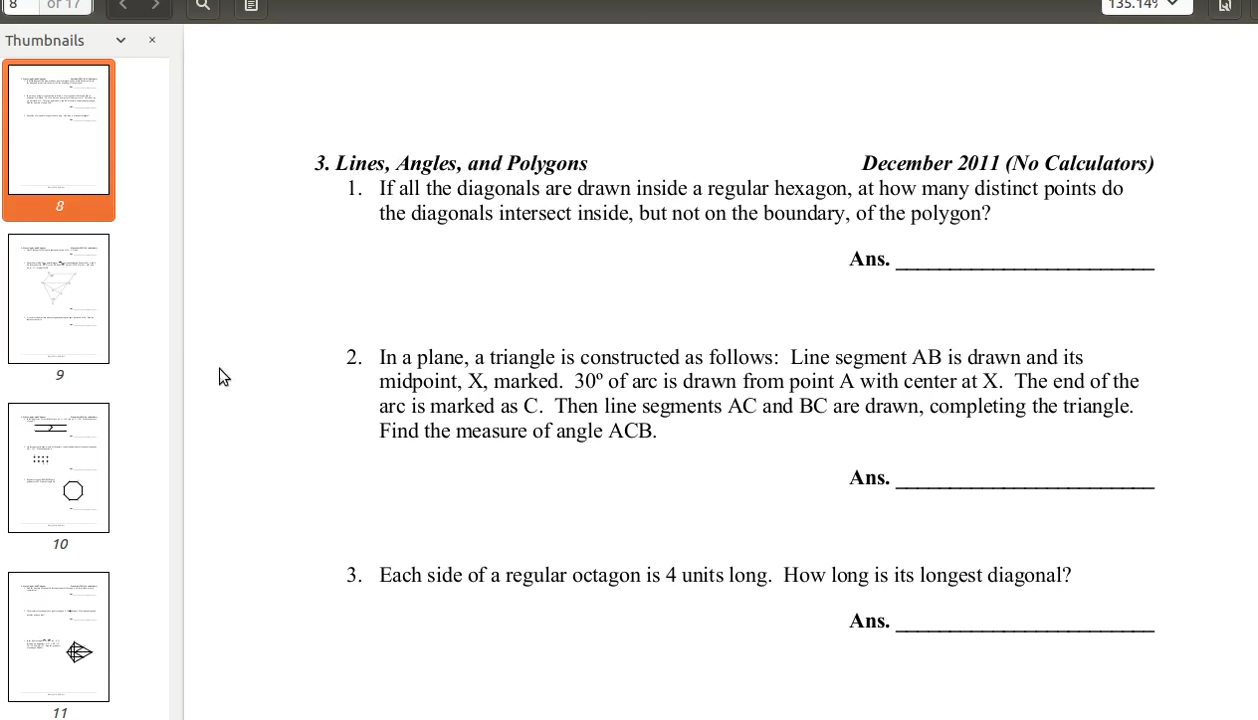 8 of 17
135.14%
Thumbnails
8
9
10
11
3. Lines, Angles, and Polygons December 2011 (No Calculators)
1. If all the diagonals are drawn inside a regular hexagon, at how many distinct points do
the diagonals intersect inside, but not on the boundary, of the polygon?
Ans. ________________________
2. In a plane, a triangle is constructed as follows: Line segment AB is drawn and its
midpoint, X, marked. 30º of arc is drawn from point A with center at X. The end of the
arc is marked as C. Then line segments AC and BC are drawn, completing the triangle.
Find the measure of angle ACB.
Ans. ________________________
3. Each side of a regular octagon is 4 units long. How long is its longest diagonal?
Ans. ________________________